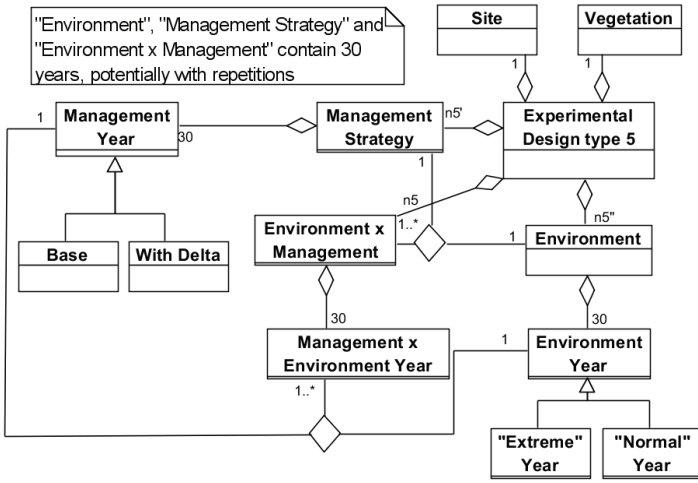 "Environment", "Management Strategy" and
"Environment x Management" contain 30
years, potentially with repetitions
Site
Vegetation
1
1
1
Management
Year
30
Management
Strategy
n5'
Experimental
Design type 5
1
n5
n5"
Base
With Delta
Environment x
Management
1..*
1
Environment
30
30
Management x
Environment Year
1
Environment
Year
1..*
"Extreme"
Year
"Normal"
Year